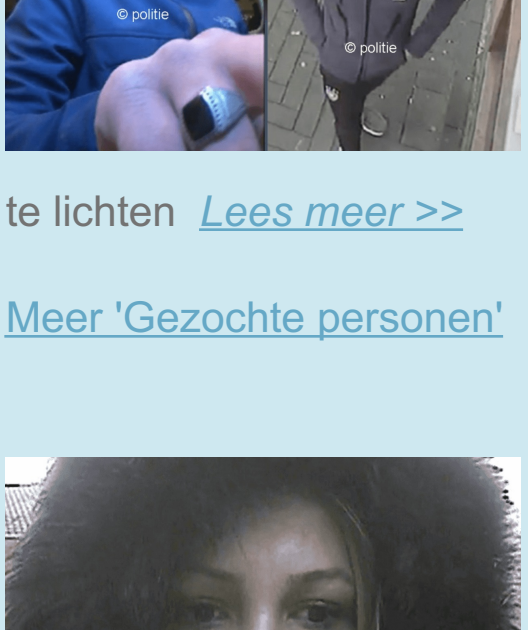 © politie
© politie
te lichten Lees meer >>
Meer 'Gezochte personen'